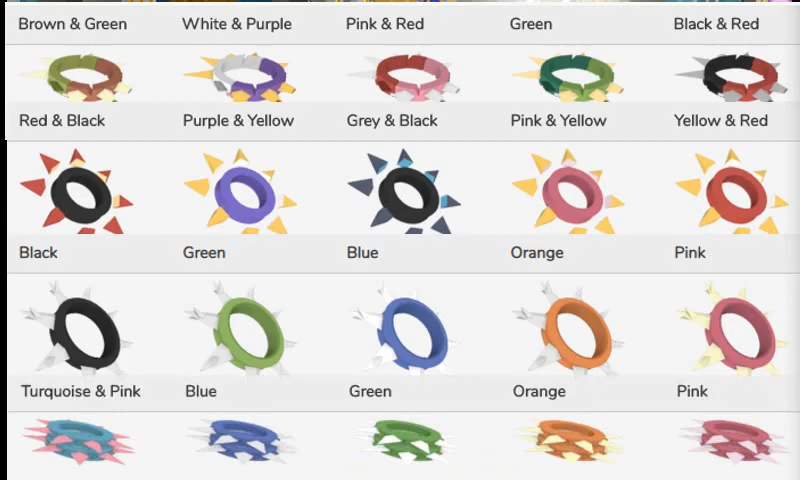 Brown & Green White & Purple Pink & Red Green Black & Red
Red & Black Purple & Yellow Grey & Black Pink & Yellow Yellow & Red
Black Green Blue Orange Pink
Turquoise & Pink Blue Green Orange Pink